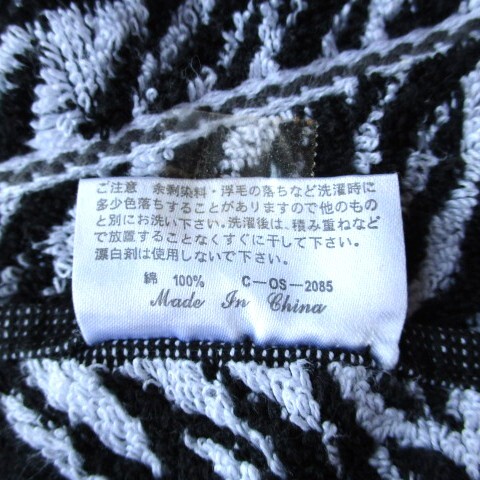 ご注意 余剰染料・浮毛の落ちなど洗濯時に
多少色落ちすることがありますので他のもの
と別にお洗い下さい。洗濯後は、積み重ねなど
で放置することなくすぐに干して下さい。
漂白剤は使用しないで下さい。
綿 100% C－OS－2085
Made In China